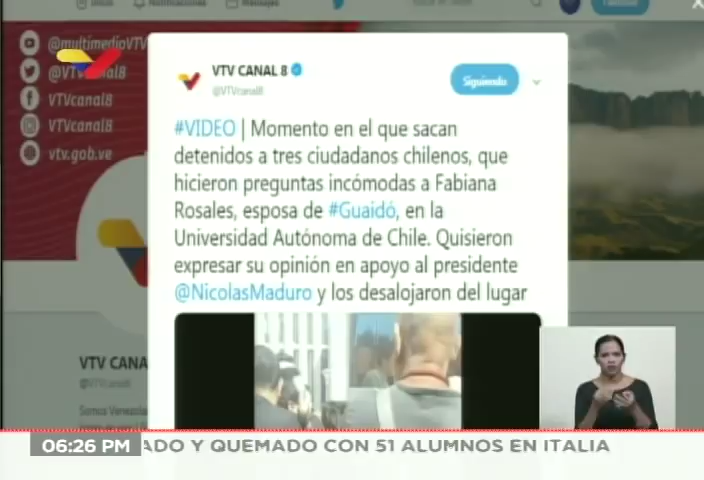 Inicio
Notificaciones
Mensajes
@multimedioVTV
@VTVcanal8
VTVcanal8
VTVcanal8
vtv.gob.ve
VTV CANAL 8
@VTVcanal8
Siguiendo
#VIDEO | Momento en el que sacan
detenidos a tres ciudadanos chilenos, que
hicieron preguntas incómodas a Fabiana
Rosales, esposa de #Guaidó, en la
Universidad Autónoma de Chile. Quisieron
expresar su opinión en apoyo al presidente
@NicolasMaduro y los desalojaron del lugar
VTV CANA
@VTVcanal8
Somos Venezola
06:26 PM
ADO Y QUEMADO CON 51 ALUMNOS EN ITALIA